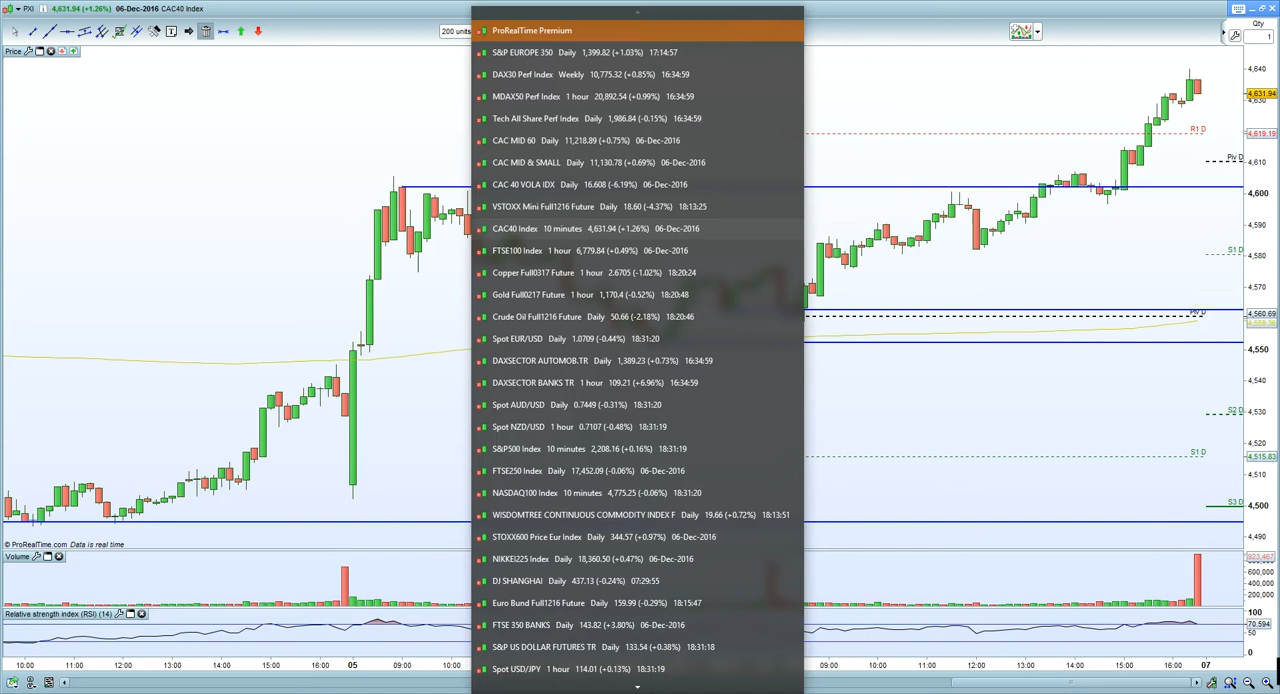 PXI 4,631.94 (+1.26%) 06-Dec-2016 CAC40 Index
200 units
Qty
1
Price
ProRealTime Premium
S&P EUROPE 350 Daily 1,399.82 (+1.03%) 17:14:57
DAX30 Perf Index Weekly 10,775.32 (+0.85%) 16:34:59
MDAX50 Perf Index 1 hour 20,892.54 (+0.99%) 16:34:59
Tech All Share Perf Index Daily 1,986.84 (-0.15%) 16:34:59
CAC MID 60 Daily 11,218.89 (+0.75%) 06-Dec-2016
CAC MID & SMALL Daily 11,130.78 (+0.69%) 06-Dec-2016
CAC 40 VOLA IDX Daily 16.608 (-6.19%) 06-Dec-2016
VSTOXX Mini Full1216 Future Daily 18.60 (-4.37%) 18:13:25
CAC40 Index 10 minutes 4,631.94 (+1.26%) 06-Dec-2016
FTSE100 Index 1 hour 6,779.84 (+0.49%) 06-Dec-2016
Copper Full0317 Future 1 hour 2.6705 (-1.02%) 18:20:24
Gold Full0217 Future 1 hour 1,170.4 (-0.52%) 18:20:48
Crude Oil Full1216 Future Daily 50.66 (-2.18%) 18:20:46
Spot EUR/USD Daily 1.0709 (-0.44%) 18:31:20
DAXSECTOR AUTOMOB.TR Daily 1,389.23 (+0.73%) 16:34:59
DAXSECTOR BANKS TR 1 hour 109.21 (+6.96%) 16:34:59
Spot AUD/USD Daily 0.7449 (-0.31%) 18:31:20
Spot NZD/USD 1 hour 0.7107 (-0.48%) 18:31:19
S&P500 Index 10 minutes 2,208.16 (+0.16%) 18:31:19
FTSE250 Index Daily 17,452.09 (-0.06%) 06-Dec-2016
NASDAQ100 Index 10 minutes 4,775.25 (-0.06%) 18:31:20
WISDOMTREE CONTINUOUS COMMODITY INDEX F Daily 19.66 (+0.72%) 18:13:51
STOXX600 Price Eur Index Daily 344.57 (+0.97%) 06-Dec-2016
NIKKEI225 Index Daily 18,360.50 (+0.47%) 06-Dec-2016
DJ SHANGHAI Daily 437.13 (-0.24%) 07:29:55
Euro Bund Full1216 Future Daily 159.99 (-0.29%) 18:15:47
FTSE 350 BANKS Daily 143.82 (+3.80%) 06-Dec-2016
S&P US DOLLAR FUTURES TR Daily 133.54 (+0.38%) 18:31:18
Spot USD/JPY 1 hour 114.01 (+0.13%) 18:31:19
4,640
4,631.94
4,630
R1 D
4,619.19
Piv D
4,610
4,600
4,590
S1 D
4,580
4,570
Piv D
4,560.69
4,550
4,540
4,530
S2 D
4,520
S1 D
4,515.83
4,510
S3 D
4,500
4,490
© ProRealTime.com Data is real time
Volume
923,467
800,000
600,000
400,000
200,000
Relative strength index (RSI) (14)
100
70.594
50
0
10:00 11:00 12:00 13:00 14:00 15:00 16:00 05 09:00 10:00
09:00 10:00 11:00 12:00 13:00 14:00 15:00 16:00 07